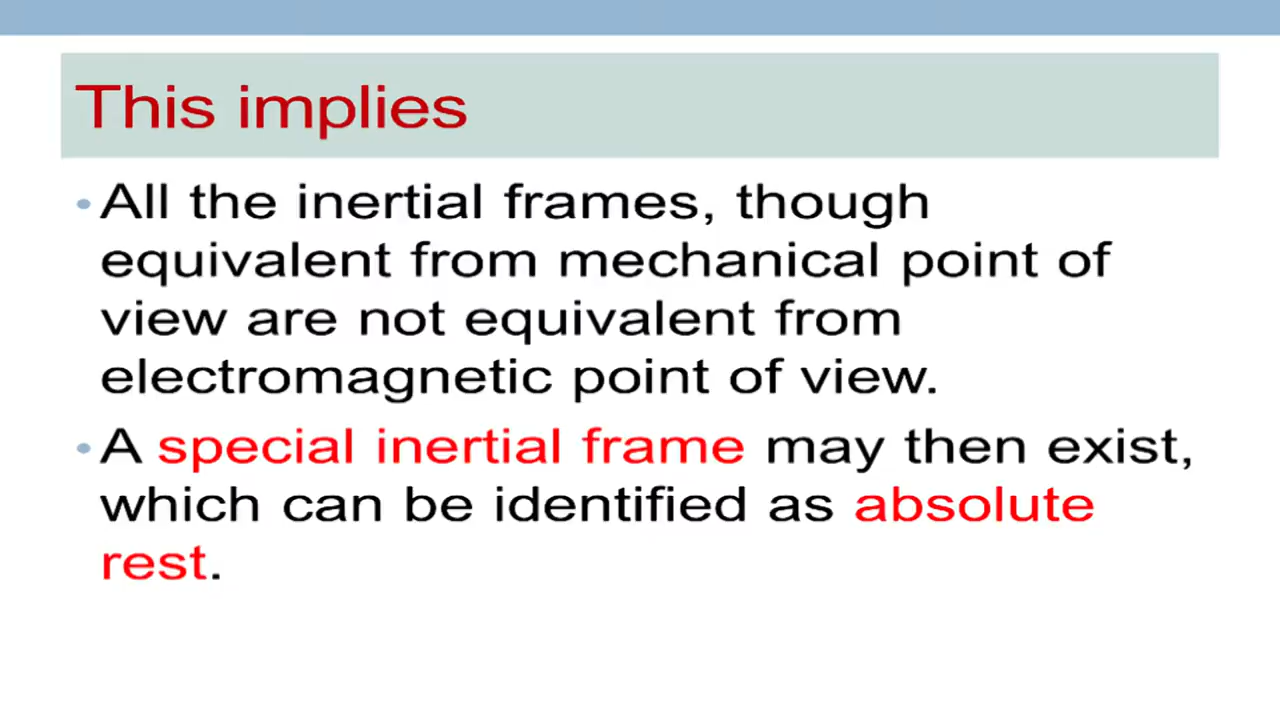 This implies
• All the inertial frames, though
equivalent from mechanical point of
view are not equivalent from
electromagnetic point of view.
• A special inertial frame may then exist,
which can be identified as absolute
rest.